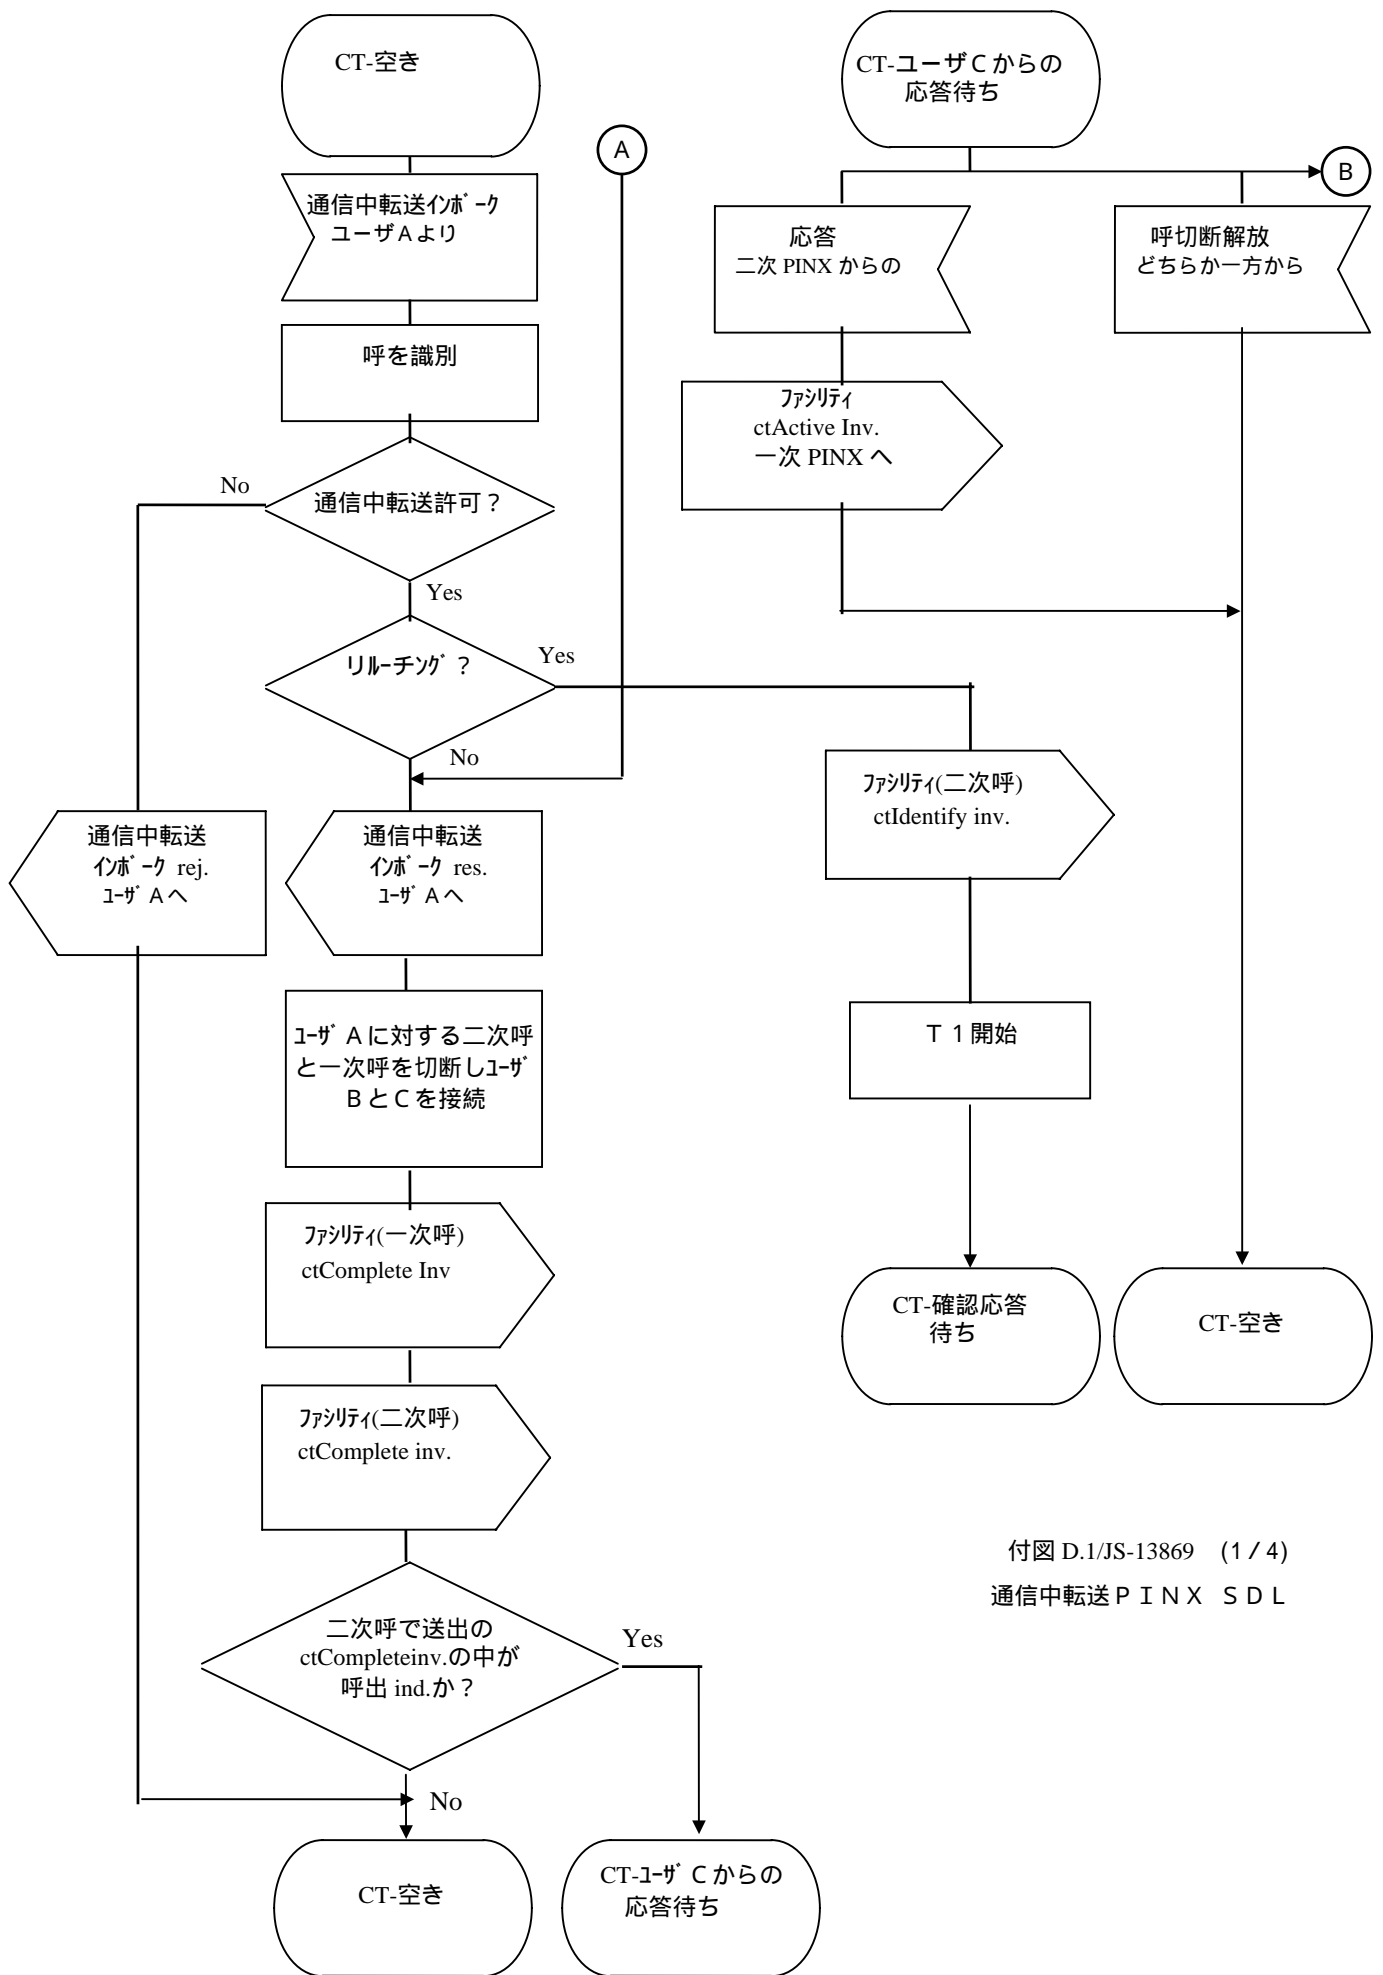 CT-空き
CT-ユーザCからの
応答待ち
A
B
通信中転送ｲﾝﾎﾞｰｸ
ユーザAより
応答
二次 PINX からの
呼切断解放
どちらか一方から
呼を識別
ﾌｧｼﾘﾃｨ
ctActive Inv.
一次 PINX へ
No
通信中転送許可？
Yes
リﾙｰチﾝｸﾞ？
Yes
No
ﾌｧｼﾘﾃｨ(二次呼)
ctIdentify inv.
通信中転送
ｲﾝﾎﾞｰｸ rej.
ﾕｰｻﾞAへ
通信中転送
ｲﾝﾎﾞｰｸ res.
ﾕｰｻﾞAへ
ﾕｰｻﾞAに対する二次呼
と一次呼を切断しﾕｰｻﾞ
BとCを接続
T１開始
ﾌｧｼﾘﾃｨ(一次呼)
ctComplete Inv
CT-確認応答
待ち
CT-空き
ﾌｧｼﾘﾃｨ(二次呼)
ctComplete inv.
付図 D.1/JS-13869 (１/４)
通信中転送ＰＩＮＸ ＳＤＬ
二次呼で送出の
ctCompleteinv.の中が
呼出 ind.か？
Yes
No
CT-空き
CT-ﾕｰｻﾞCからの
応答待ち